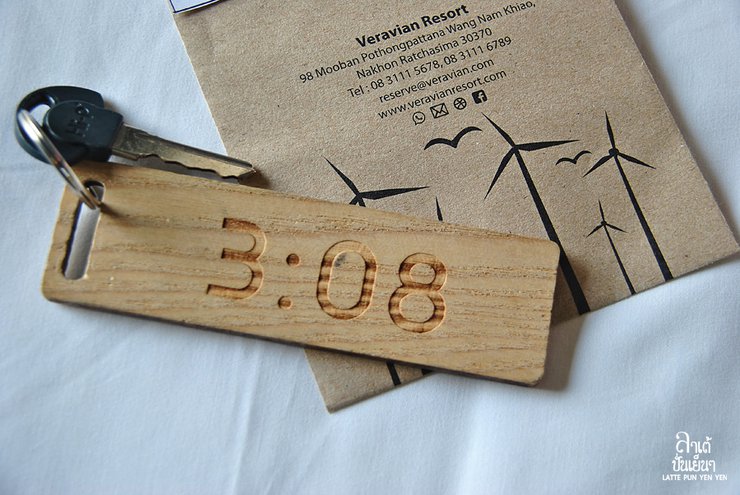 Veravian Resort
98 Mooban Pothongpattana Wang Nam Khiao,
Nakhon Ratchasima 30370
Tel : 08 3111 5678, 08 3111 6789
reserve@veravian.com
www.veravianresort.com
3:08
ลาเต้
ปั่นเย็นๆ
LATTE PUN YEN YEN